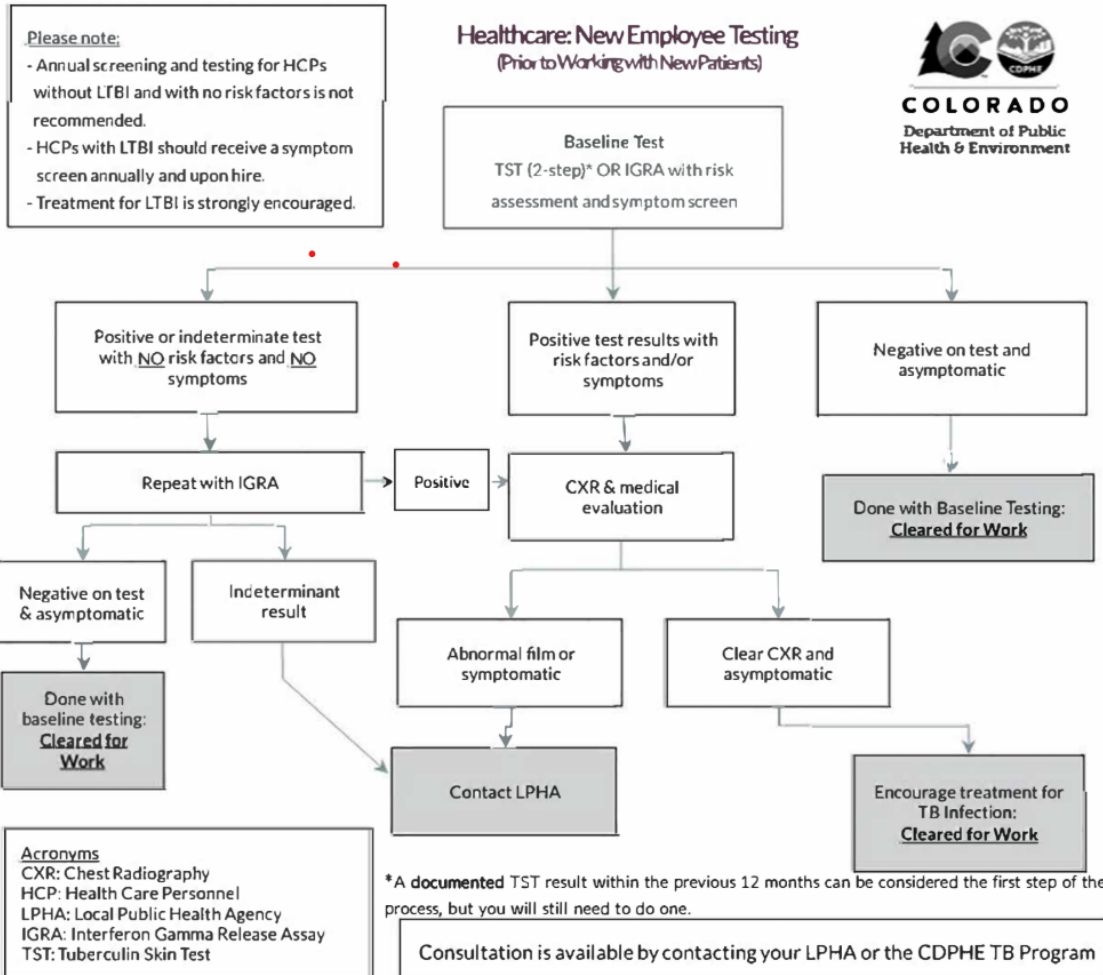 Please note:
- Annual screening and testing for HCPs
without LTBI and with no risk factors is not
recommended.
- HCPs with LTBI should receive a symptom
screen annually and upon hire.
- Treatment for LTBI is strongly encouraged.
Healthcare: New Employee Testing
(Prior to Working with New Patients)
CDPHE
COLORADO
Department of Public
Health & Environment
Baseline Test
TST (2-step)* OR IGRA with risk
assessment and symptom screen
Positive or indeterminate test
with NO risk factors and NO
symptoms
Positive test results with
risk factors and/or
symptoms
Negative on test and
asymptomatic
Repeat with IGRA
Positive
CXR & medical
evaluation
Done with Baseline Testing:
Cleared for Work
Negative on test
& asymptomatic
Indeterminant
result
Abnormal film or
symptomatic
Clear CXR and
asymptomatic
Done with
baseline testing:
Cleared for
Work
Contact LPHA
Encourage treatment for
TB Infection:
Cleared for Work
Acronyms
CXR: Chest Radiography
HCP: Health Care Personnel
LPHA: Local Public Health Agency
IGRA: Interferon Gamma Release Assay
TST: Tuberculin Skin Test
*A documented TST result within the previous 12 months can be considered the first step of the
process, but you will still need to do one.
Consultation is available by contacting your LPHA or the CDPHE TB Program